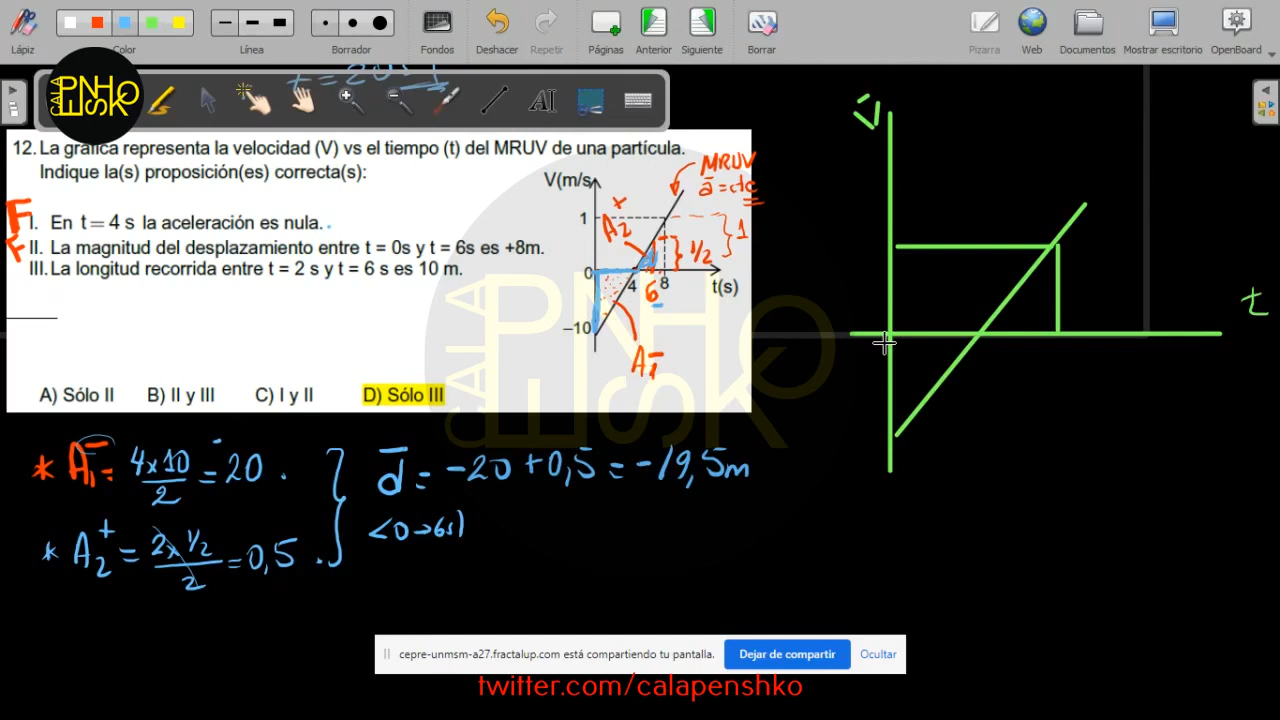 Lápiz Color Línea Borrador Fondos Deshacer Repetir Páginas Anterior Siguiente Borrar Pizarra Web Documentos Mostrar escritorio OpenBoard
CALA
PENSHKO
12. La gráfica representa la velocidad (V) vs el tiempo (t) del MRUV de una partícula.
Indique la(s) proposición(es) correcta(s):
F I. En t = 4 s la aceleración es nula.
F II. La magnitud del desplazamiento entre t = 0s y t = 6s es +8m.
III. La longitud recorrida entre t = 2 s y t = 6 s es 10 m.
A) Sólo II B) II y III C) I y II D) Sólo III
V(m/s
MRUV
a = cte
1
A2+
1/2
1
0
4
6
8
t(s)
–10
A1−
V
t
* A1− = 4x10/2 = 20 .
d = -20 + 0,5 = -19,5m
<0→6s)
* A2+ = 2x 1/2 / 2 = 0,5 .
cepre-unmsm-a27.fractalup.com está compartiendo tu pantalla. Dejar de compartir Ocultar
twitter.com/calapenshko